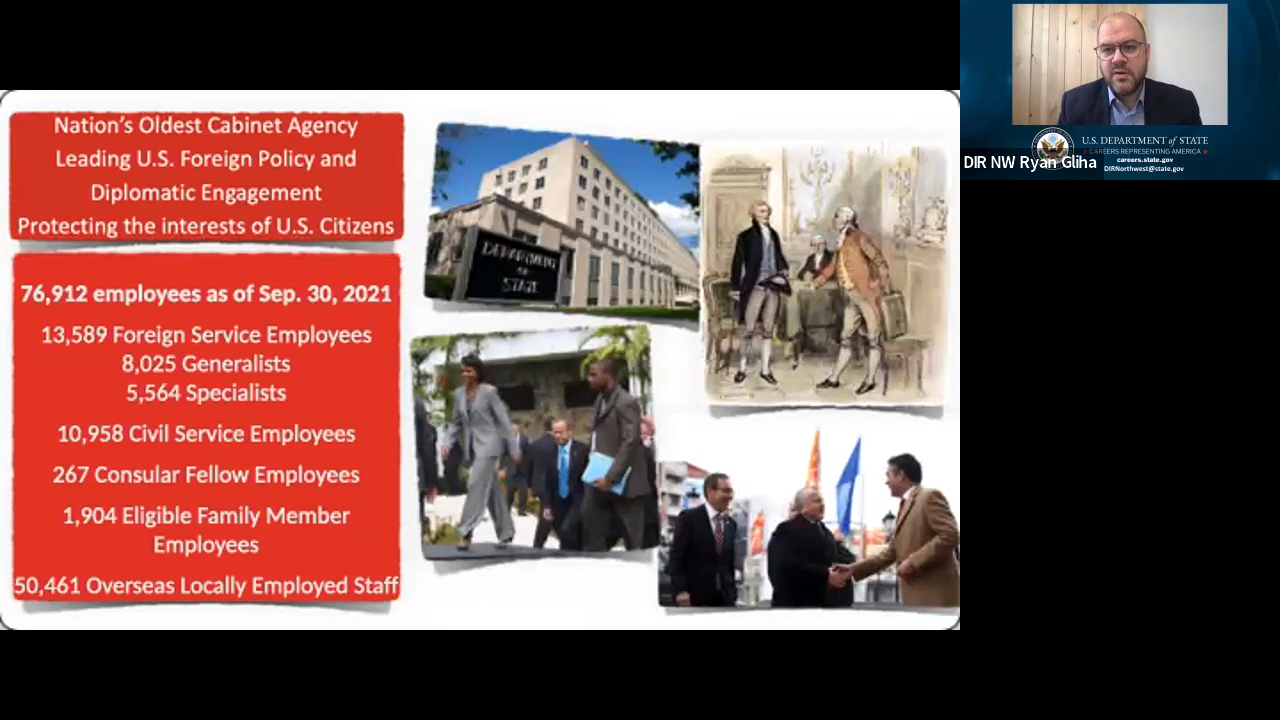 Nation's Oldest Cabinet Agency
Leading U.S. Foreign Policy and
Diplomatic Engagement
Protecting the interests of U.S. Citizens
76,912 employees as of Sep. 30, 2021
13,589 Foreign Service Employees
8,025 Generalists
5,564 Specialists
10,958 Civil Service Employees
267 Consular Fellow Employees
1,904 Eligible Family Member
Employees
50,461 Overseas Locally Employed Staff
DEPARTMENT
OF
STATE
U.S. DEPARTMENT of STATE
CAREERS REPRESENTING AMERICA
careers.state.gov
DIRNorthwest@state.gov
DIR NW Ryan Gliha